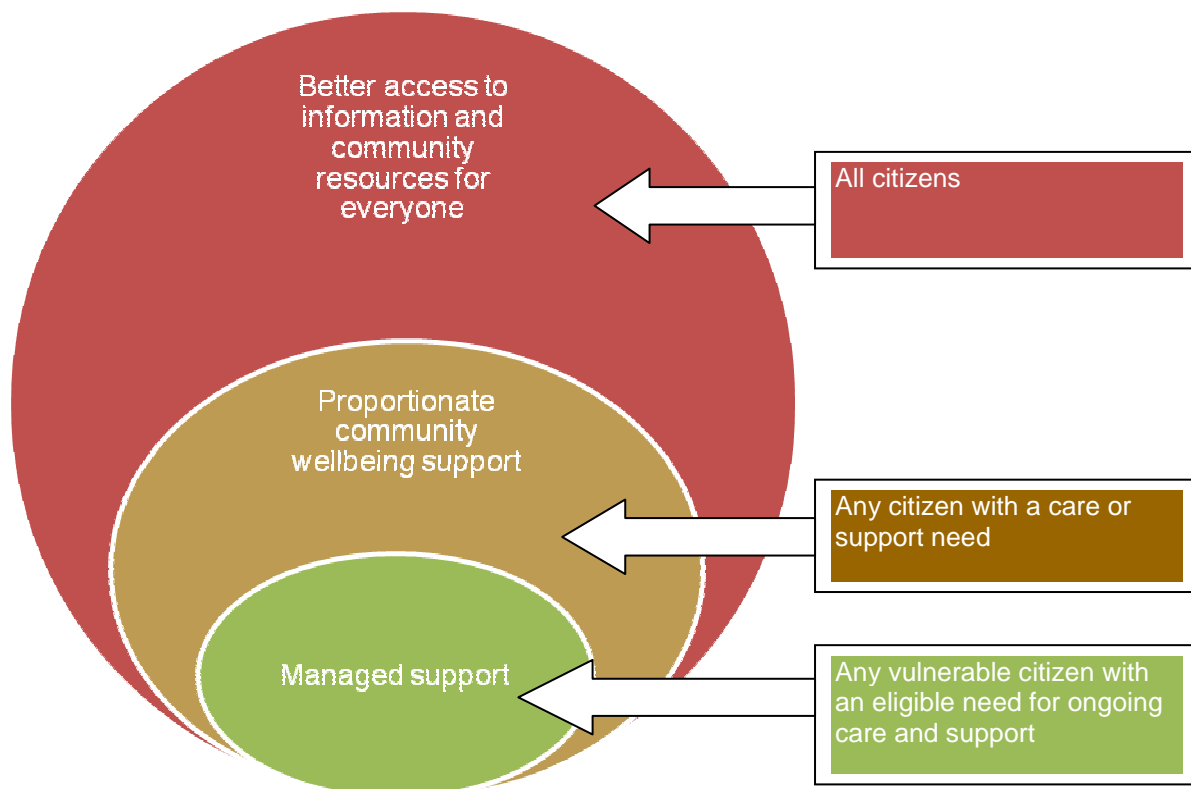 Better access to
information and
community
resources for
everyone
All citizens
Proportionate
community
wellbeing support
Any citizen with a care or
support need
Managed support
Any vulnerable citizen with
an eligible need for ongoing
care and support